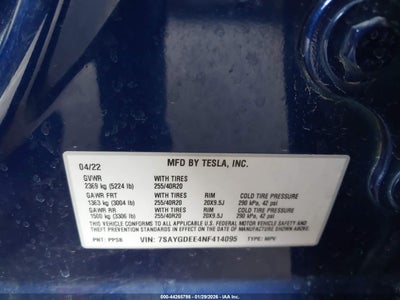 MFD BY TESLA, INC.
04/22
GVWR WITH TIRES
2369 kg (5224 lb) 255/40R20
GAWR FRT WITH TIRES RIM COLD TIRE PRESSURE
1363 kg (3004 lb) 255/40R20 20X9.5J 290 kPa, 42 psi
GAWR RR WITH TIRES RIM COLD TIRE PRESSURE
1500 kg (3306 lb) 255/40R20 20X9.5J 290 kPa, 42 psi
THIS VEHICLE CONFORMS TO ALL APPLICABLE U.S. FEDERAL MOTOR VEHICLE
SAFETY STANDARDS IN EFFECT ON THE DATE OF MANUFACTURE SHOWN ABOVE.
PNT: PPSB VIN: 7SAYGDEE4NF414095 TYPE: MPV
000-44265798 - 01/29/2026 - IAA Inc.